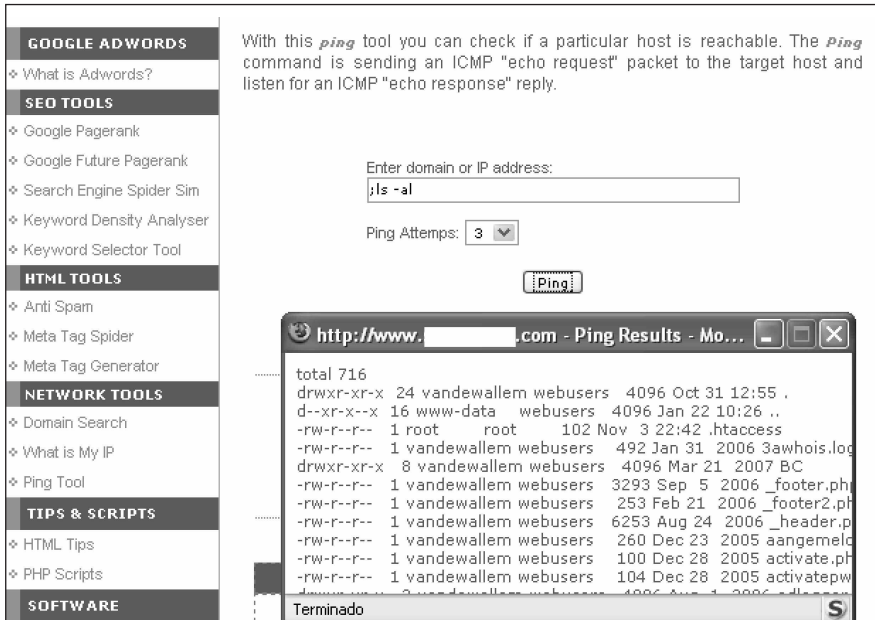 GOOGLE ADWORDS
What is Adwords?
SEO TOOLS
Google Pagerank
Google Future Pagerank
Search Engine Spider Sim
Keyword Density Analyser
Keyword Selector Tool
HTML TOOLS
Anti Spam
Meta Tag Spider
Meta Tag Generator
NETWORK TOOLS
Domain Search
What is My IP
Ping Tool
TIPS & SCRIPTS
HTML Tips
PHP Scripts
SOFTWARE
With this ping tool you can check if a particular host is reachable. The Ping
command is sending an ICMP "echo request" packet to the target host and
listen for an ICMP "echo response" reply.
Enter domain or IP address:
;ls -al
Ping Attemps: 3
Ping
http://www. .com - Ping Results - Mo...
total 716
drwxr-xr-x 24 vandewallem webusers 4096 Oct 31 12:55 .
d--xr-x--x 16 www-data webusers 4096 Jan 22 10:26 ..
-rw-r--r-- 1 root root 102 Nov 3 22:42 .htaccess
-rw-r--r-- 1 vandewallem webusers 492 Jan 31 2006 3awhois.log
drwxr-xr-x 8 vandewallem webusers 4096 Mar 21 2007 BC
-rw-r--r-- 1 vandewallem webusers 3293 Sep 5 2006 _footer.php
-rw-r--r-- 1 vandewallem webusers 253 Feb 21 2006 _footer2.ph
-rw-r--r-- 1 vandewallem webusers 6253 Aug 24 2006 _header.p
-rw-r--r-- 1 vandewallem webusers 260 Dec 23 2005 aangemeld
-rw-r--r-- 1 vandewallem webusers 100 Dec 28 2005 activate.ph
-rw-r--r-- 1 vandewallem webusers 104 Dec 28 2005 activatepw
Terminado